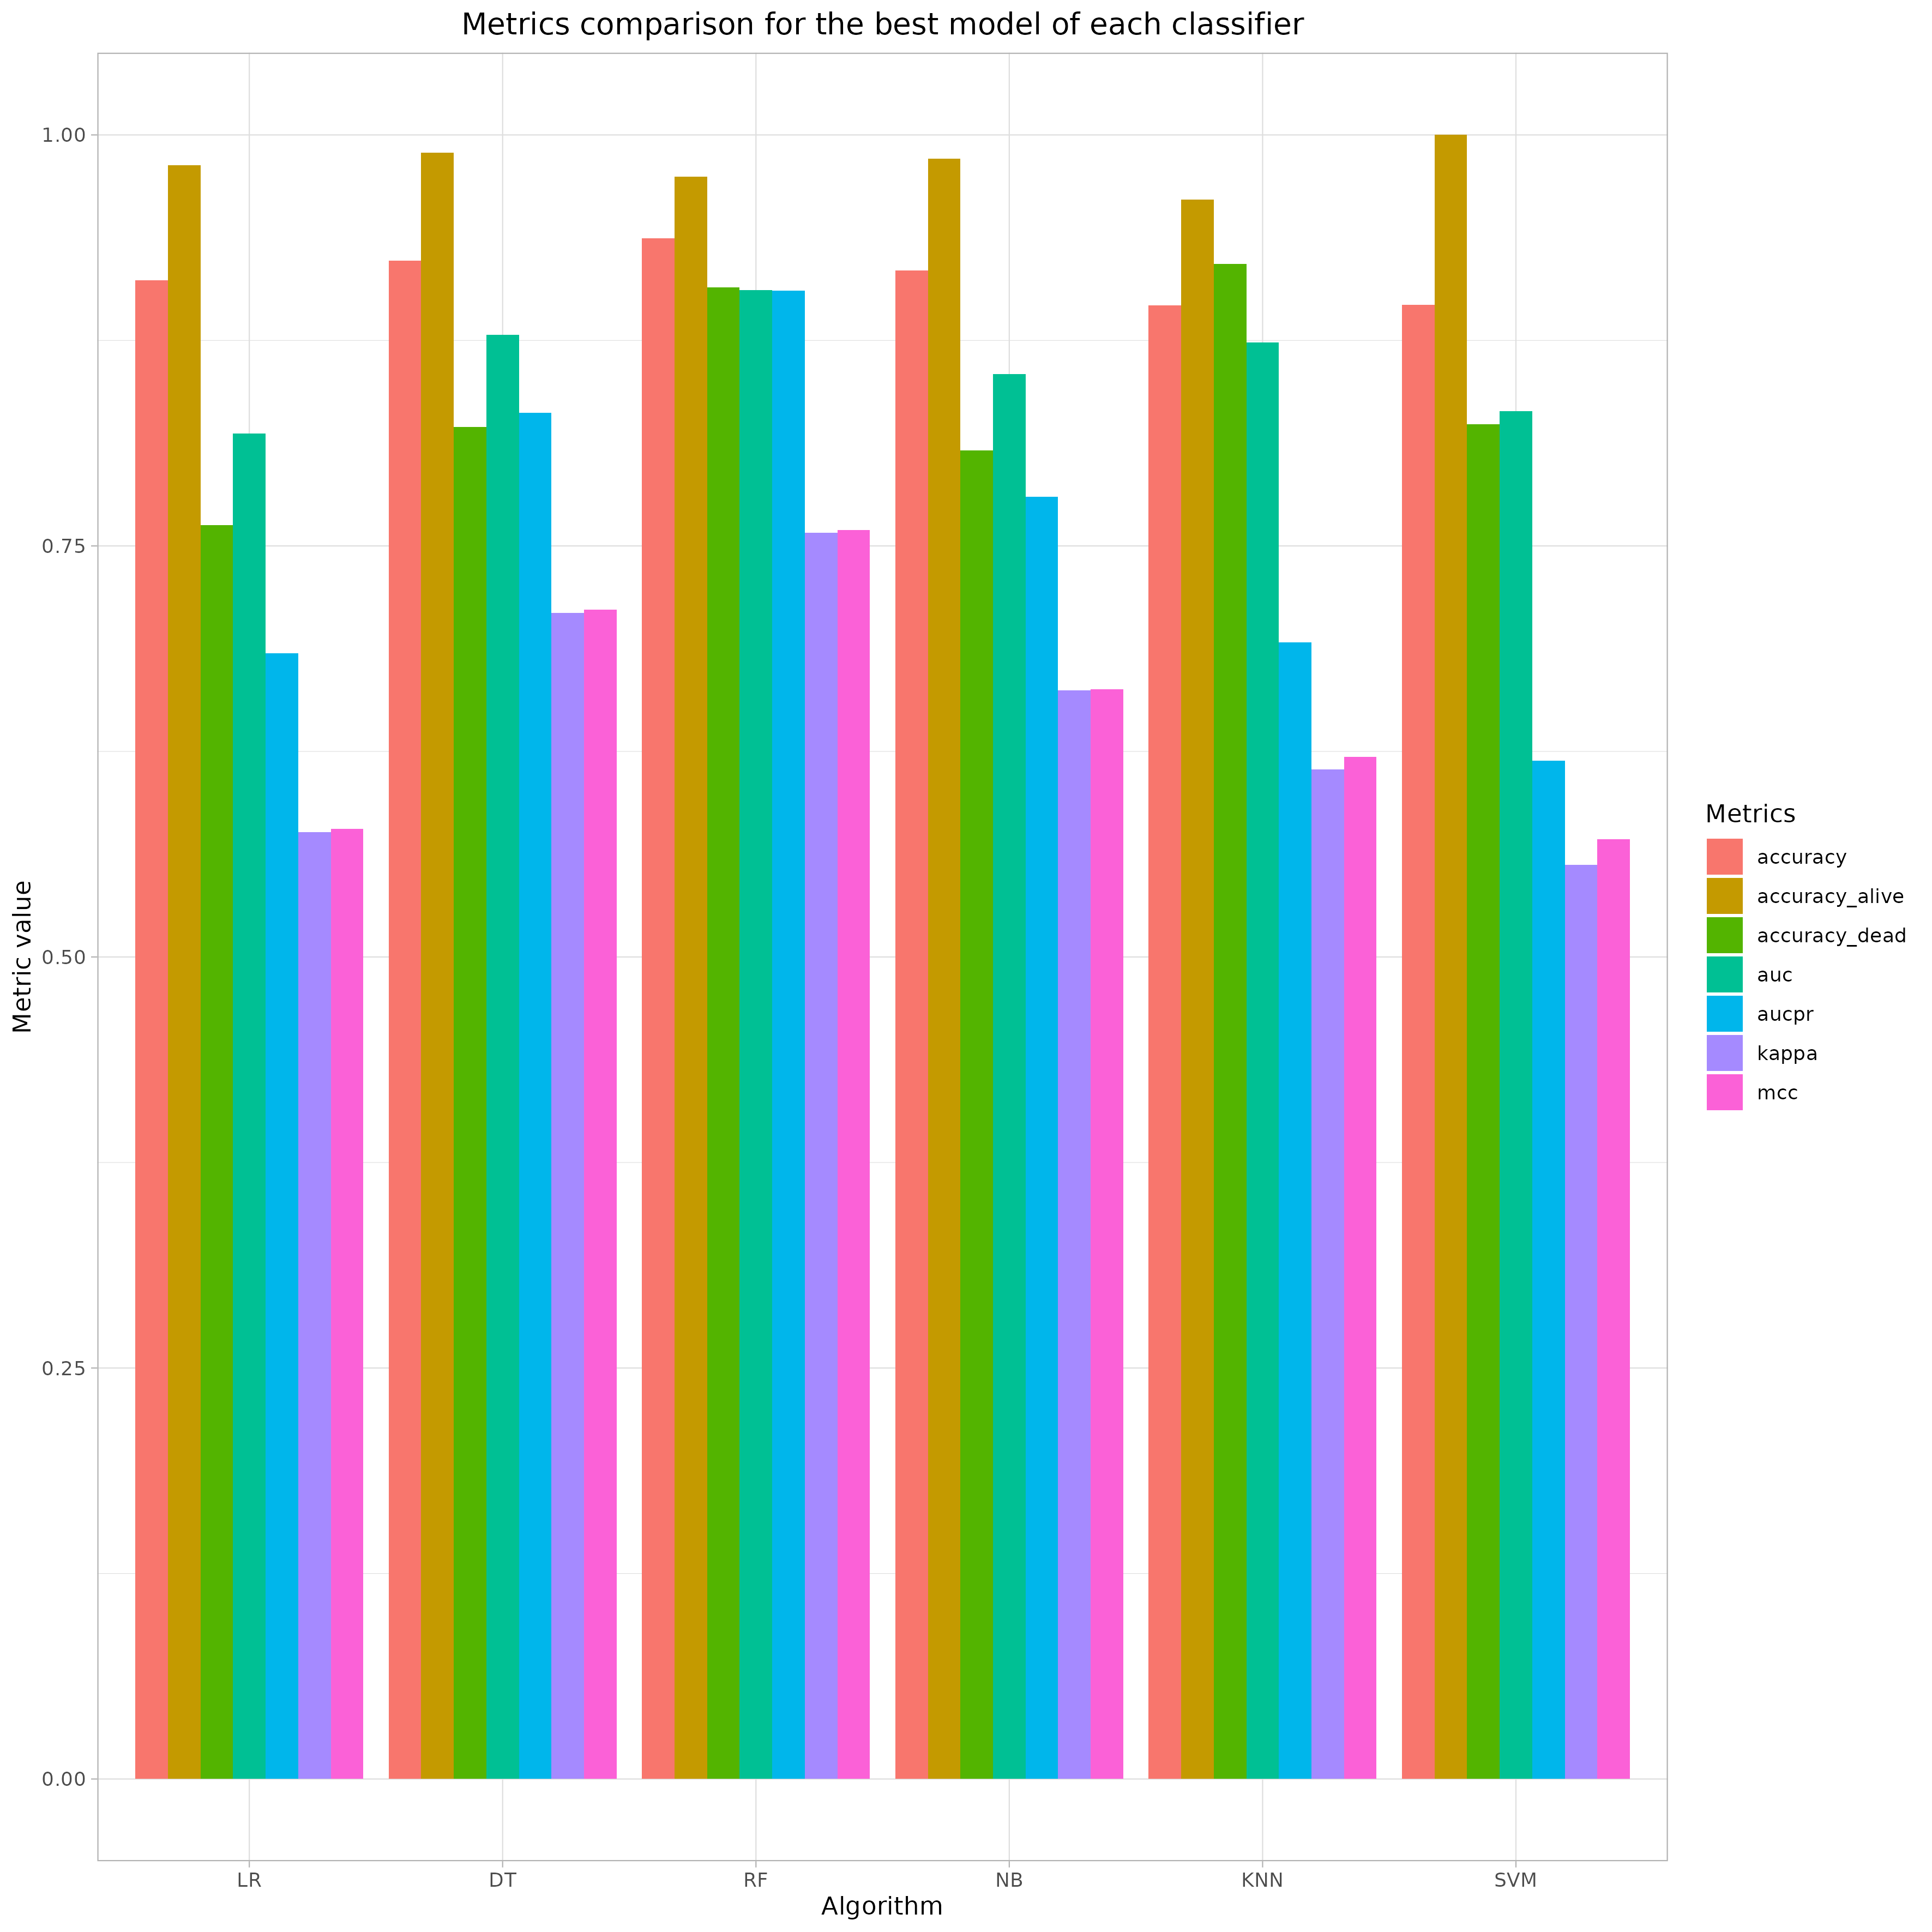 Metrics comparison for the best model of each classifier
Metric value
1.00
0.75
0.50
0.25
0.00
LR DT RF NB KNN SVM
Algorithm
Metrics
accuracy
accuracy_alive
accuracy_dead
auc
aucpr
kappa
mcc